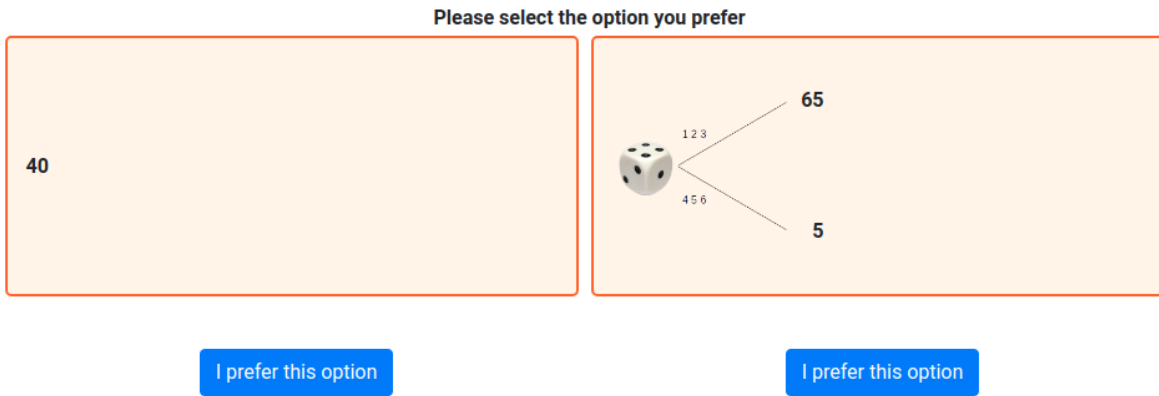 Please select the option you prefer
40
65
1 2 3
4 5 6
5
I prefer this option
I prefer this option